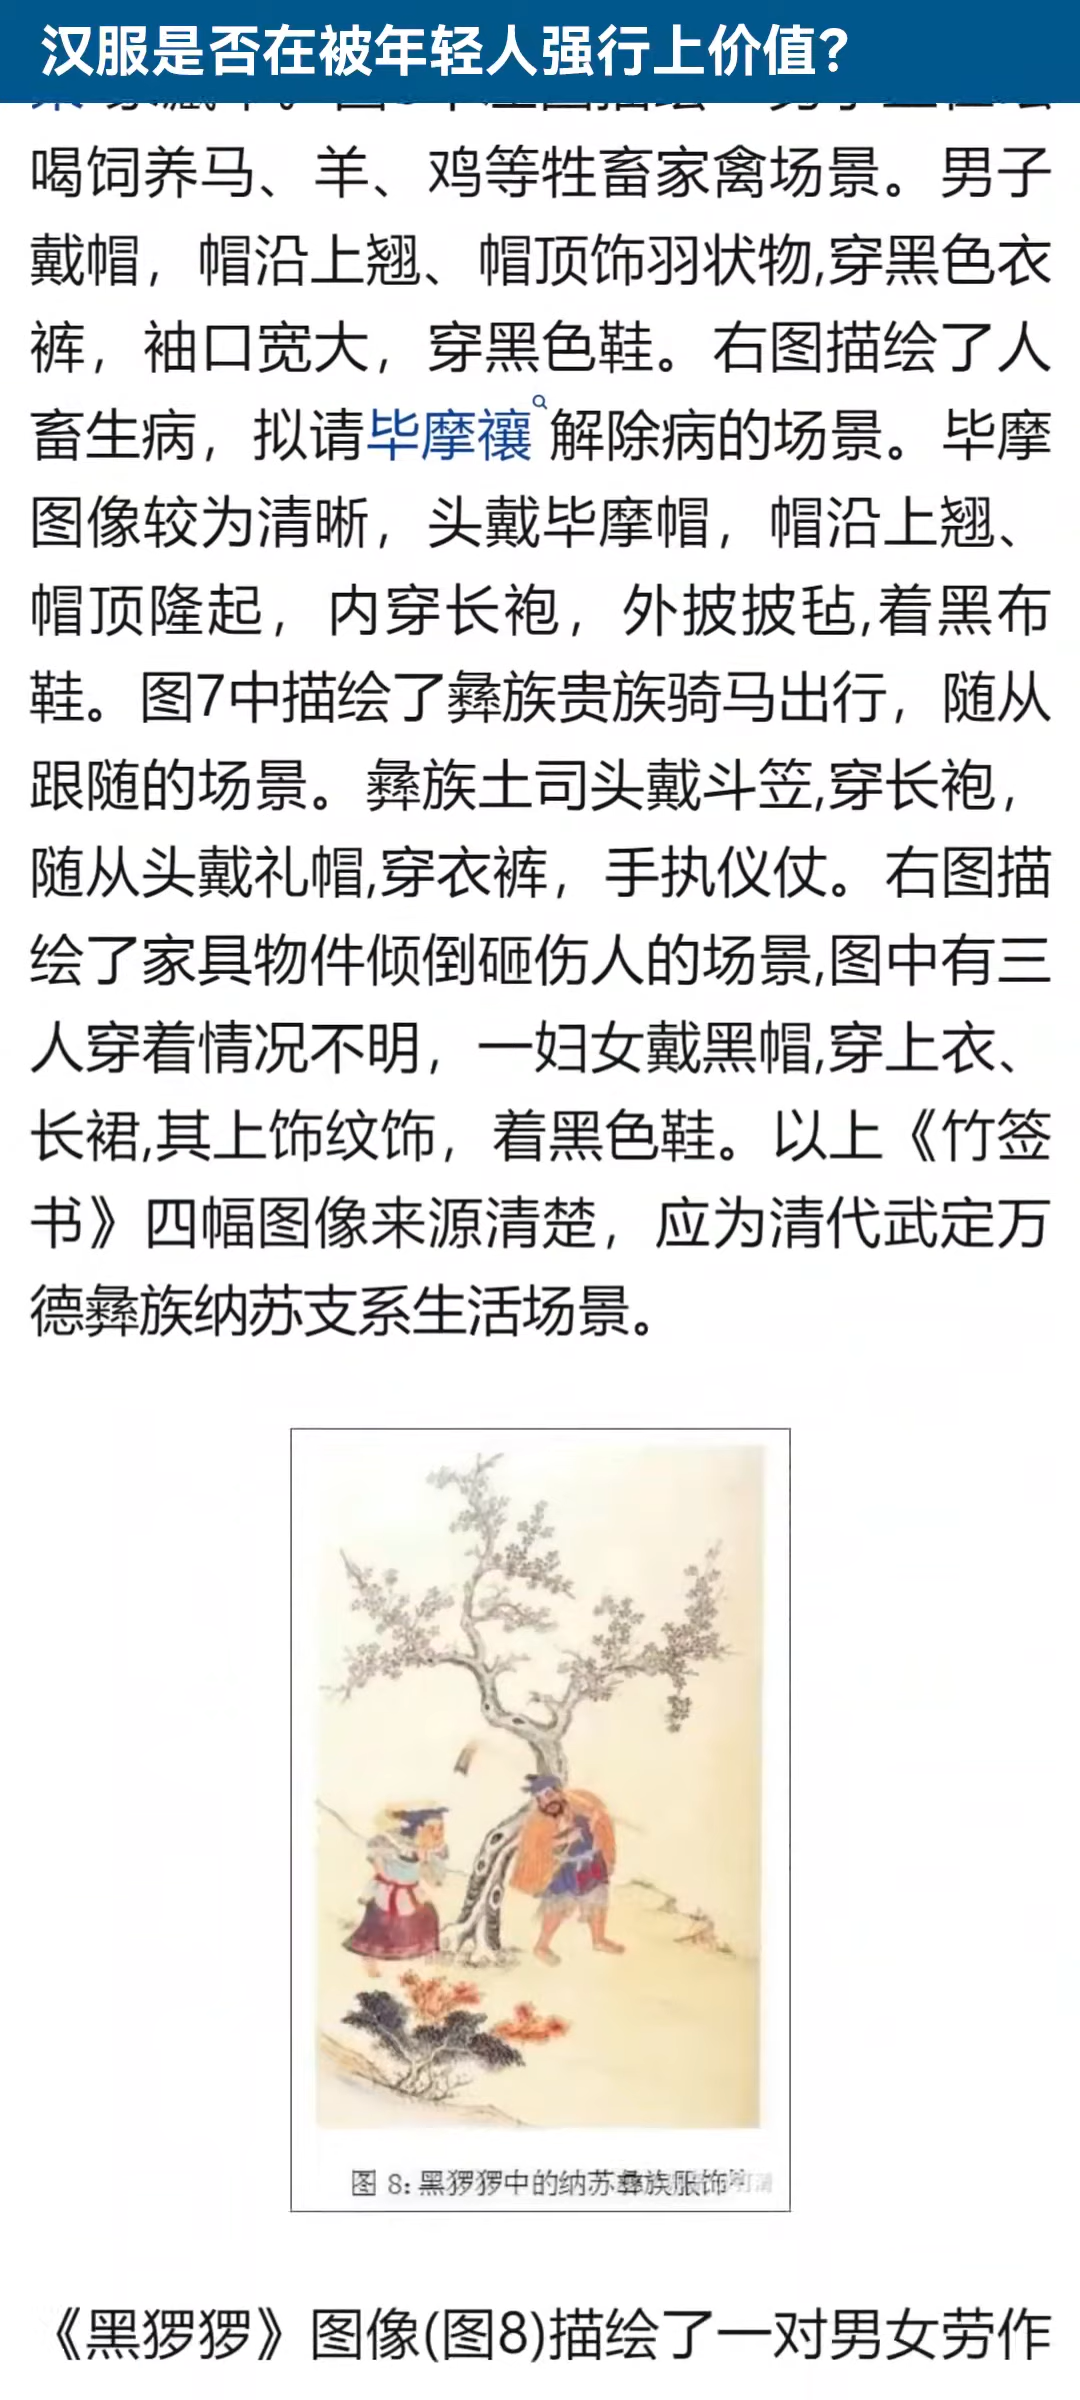 汉服是否在被年轻人强行上价值?
喝饲养马、羊、鸡等牲畜家禽场景。男子
戴帽，帽沿上翘、帽顶饰羽状物,穿黑色衣
裤，袖口宽大，穿黑色鞋。右图描绘了人
畜生病，拟请毕摩禳解除病的场景。毕摩
图像较为清晰，头戴毕摩帽，帽沿上翘、
帽顶隆起，内穿长袍，外披披毡,着黑布
鞋。图7中描绘了彝族贵族骑马出行，随从
跟随的场景。彝族土司头戴斗笠,穿长袍，
随从头戴礼帽,穿衣裤，手执仪仗。右图描
绘了家具物件倾倒砸伤人的场景,图中有三
人穿着情况不明，一妇女戴黑帽,穿上衣、
长裙,其上饰纹饰，着黑色鞋。以上《竹签
书》四幅图像来源清楚，应为清代武定万
德彝族纳苏支系生活场景。
图 8: 黑猡猡中的纳苏彝族服饰
《黑猡猡》图像(图8)描绘了一对男女劳作